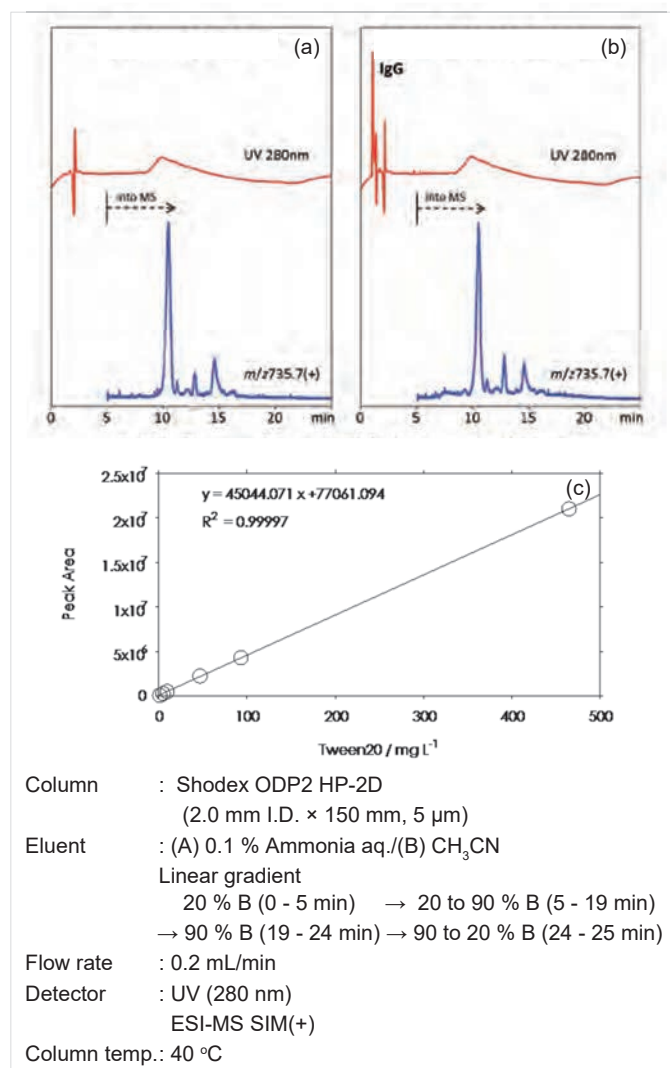 (a)
UV 280nm
into MS
m/z735.7(+)
0 5 10 15 20 min
(b)
IgG
UV 280nm
into MS
m/z735.7(+)
0 5 10 15 20 min
(c)
y = 45044.071 x +77061.094
R² = 0.99997
2.5x10⁷
2x10⁷
1.5x10⁷
1x10⁷
5x10⁶
0
Peak Area
0 100 200 300 400 500
Tween20 / mg L⁻¹
Column : Shodex ODP2 HP-2D
(2.0 mm I.D. × 150 mm, 5 µm)
Eluent : (A) 0.1 % Ammonia aq./(B) CH₃CN
Linear gradient
20 % B (0 - 5 min) → 20 to 90 % B (5 - 19 min)
→ 90 % B (19 - 24 min) → 90 to 20 % B (24 - 25 min)
Flow rate : 0.2 mL/min
Detector : UV (280 nm)
ESI-MS SIM(+)
Column temp.: 40 °C